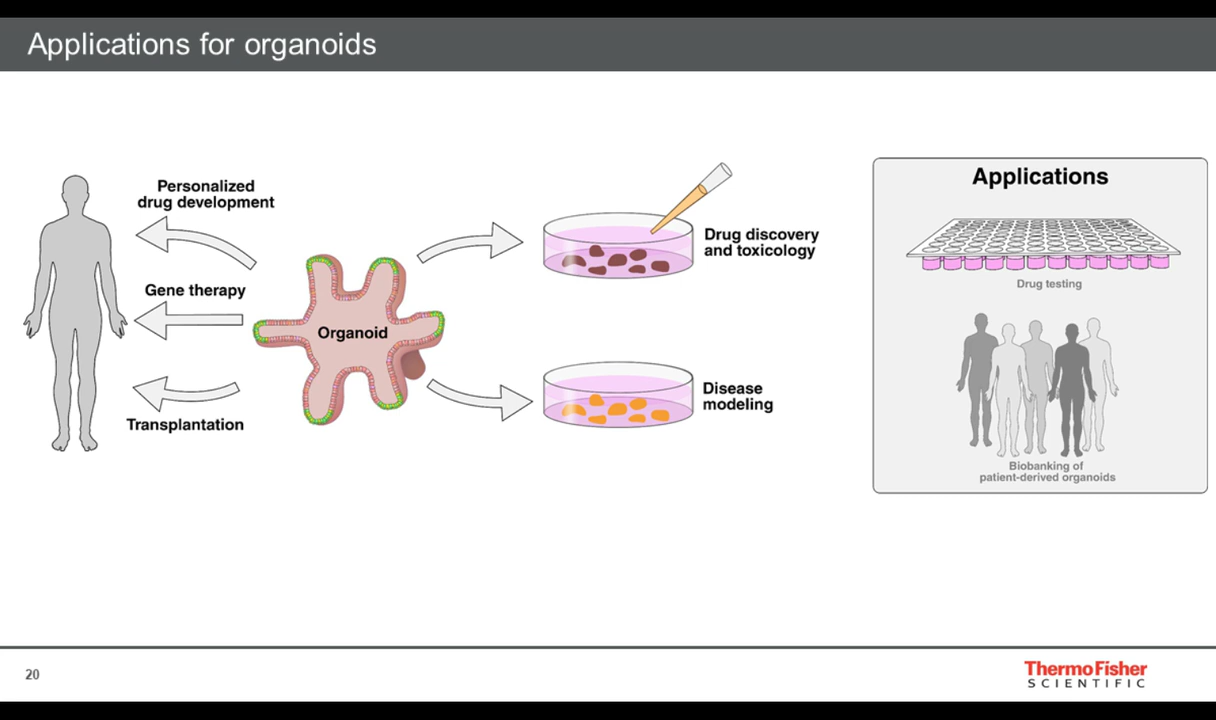 Applications for organoids
Personalized
drug development
Gene therapy
Transplantation
Organoid
Drug discovery
and toxicology
Disease
modeling
Applications
Drug testing
Biobanking of
patient-derived organoids
20
ThermoFisher
SCIENTIFIC